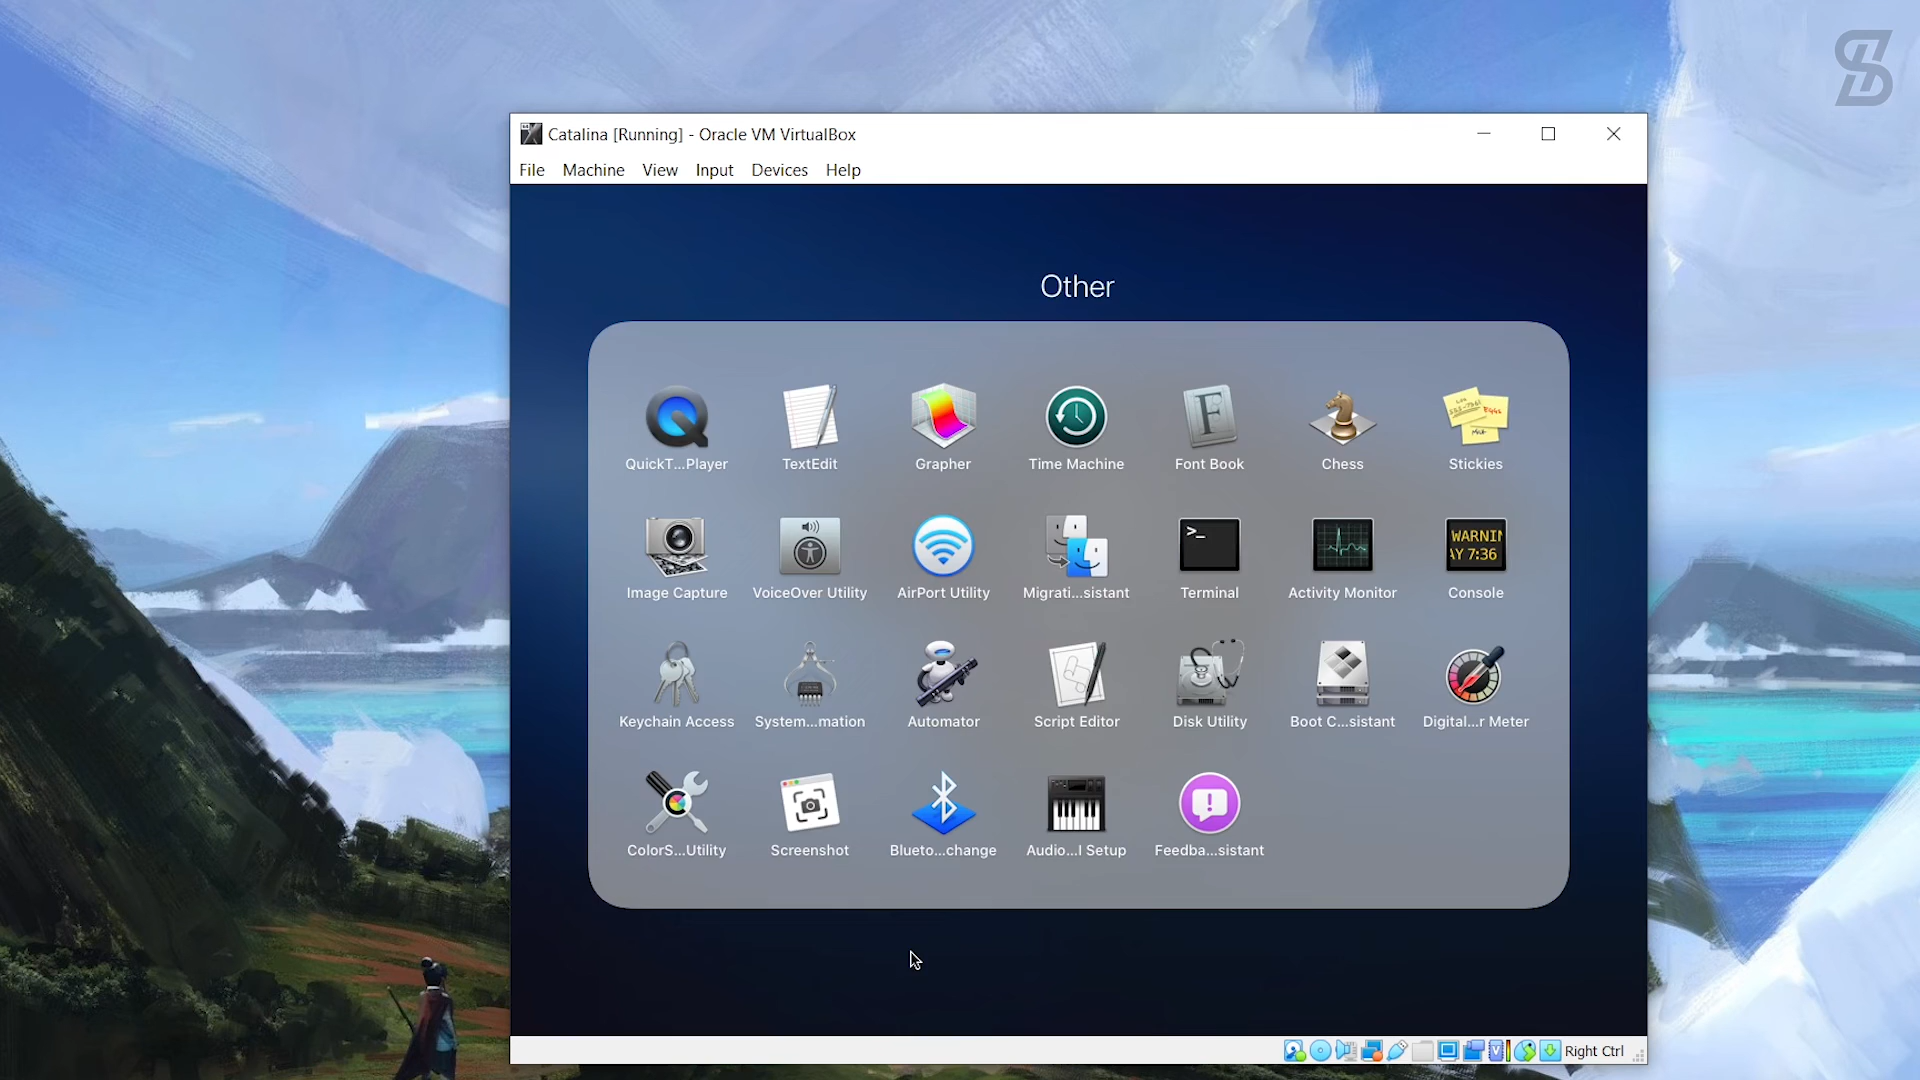 Catalina [Running] - Oracle VM VirtualBox
File Machine View Input Devices Help
Other
QuickT...Player TextEdit Grapher Time Machine Font Book Chess Stickies
WARNIN
AY 7:36
Image Capture VoiceOver Utility AirPort Utility Migrati...sistant Terminal Activity Monitor Console
Keychain Access System...mation Automator Script Editor Disk Utility Boot C...sistant Digital...r Meter
ColorS...Utility Screenshot Blueto...change Audio...I Setup Feedba...sistant
Right Ctrl